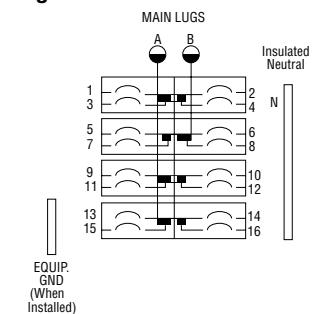 MAIN LUGS
A B
Insulated
Neutral
N
1 2
3 4
5 6
7 8
9 10
11 12
13 14
15 16
EQUIP.
GND
(When
Installed)